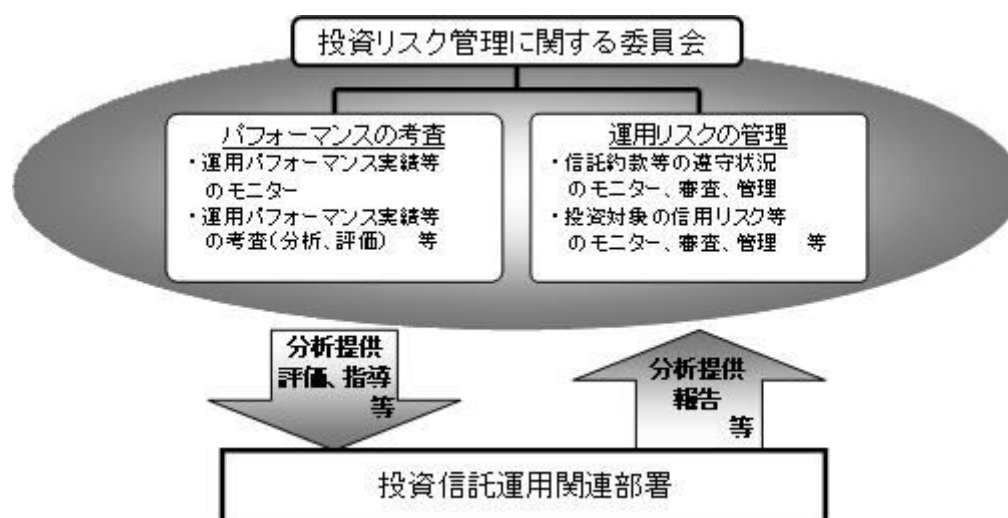 投資リスク管理に関する委員会
パフォーマンスの考査
・運用パフォーマンス実績等
のモニター
・運用パフォーマンス実績等
の考査(分析、評価) 等
運用リスクの管理
・信託約款等の遵守状況
のモニター、審査、管理
・投資対象の信用リスク等
のモニター、審査、管理 等
分析提供
評価、指導
等
分析提供
報告
等
投資信託運用関連部署